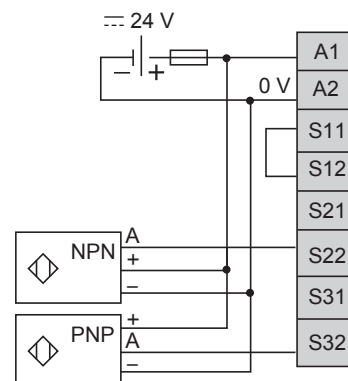 ⎓ 24 V
– +
A1
0 V A2
S11
S12
S21
S22
S31
S32
NPN A
+
–
PNP +
A
–